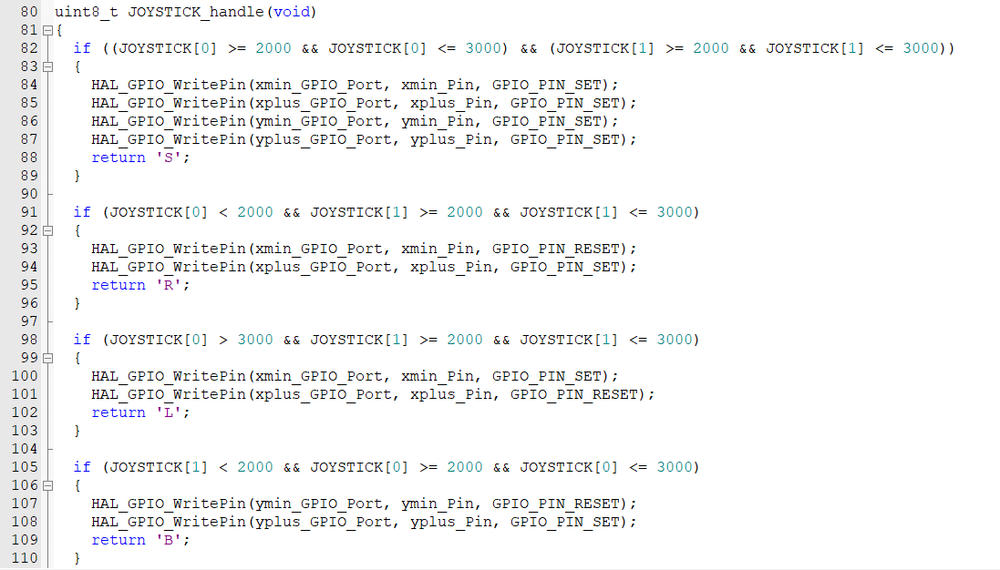 80 uint8_t JOYSTICK_handle(void)
81 {
82   if ((JOYSTICK[0] >= 2000 && JOYSTICK[0] <= 3000) && (JOYSTICK[1] >= 2000 && JOYSTICK[1] <= 3000))
83   {
84     HAL_GPIO_WritePin(xmin_GPIO_Port, xmin_Pin, GPIO_PIN_SET);
85     HAL_GPIO_WritePin(xplus_GPIO_Port, xplus_Pin, GPIO_PIN_SET);
86     HAL_GPIO_WritePin(ymin_GPIO_Port, ymin_Pin, GPIO_PIN_SET);
87     HAL_GPIO_WritePin(yplus_GPIO_Port, yplus_Pin, GPIO_PIN_SET);
88     return 'S';
89   }
90
91   if (JOYSTICK[0] < 2000 && JOYSTICK[1] >= 2000 && JOYSTICK[1] <= 3000)
92   {
93     HAL_GPIO_WritePin(xmin_GPIO_Port, xmin_Pin, GPIO_PIN_RESET);
94     HAL_GPIO_WritePin(xplus_GPIO_Port, xplus_Pin, GPIO_PIN_SET);
95     return 'R';
96   }
97
98   if (JOYSTICK[0] > 3000 && JOYSTICK[1] >= 2000 && JOYSTICK[1] <= 3000)
99   {
100     HAL_GPIO_WritePin(xmin_GPIO_Port, xmin_Pin, GPIO_PIN_SET);
101     HAL_GPIO_WritePin(xplus_GPIO_Port, xplus_Pin, GPIO_PIN_RESET);
102     return 'L';
103   }
104
105   if (JOYSTICK[1] < 2000 && JOYSTICK[0] >= 2000 && JOYSTICK[0] <= 3000)
106   {
107     HAL_GPIO_WritePin(ymin_GPIO_Port, ymin_Pin, GPIO_PIN_RESET);
108     HAL_GPIO_WritePin(yplus_GPIO_Port, yplus_Pin, GPIO_PIN_SET);
109     return 'B';
110   }